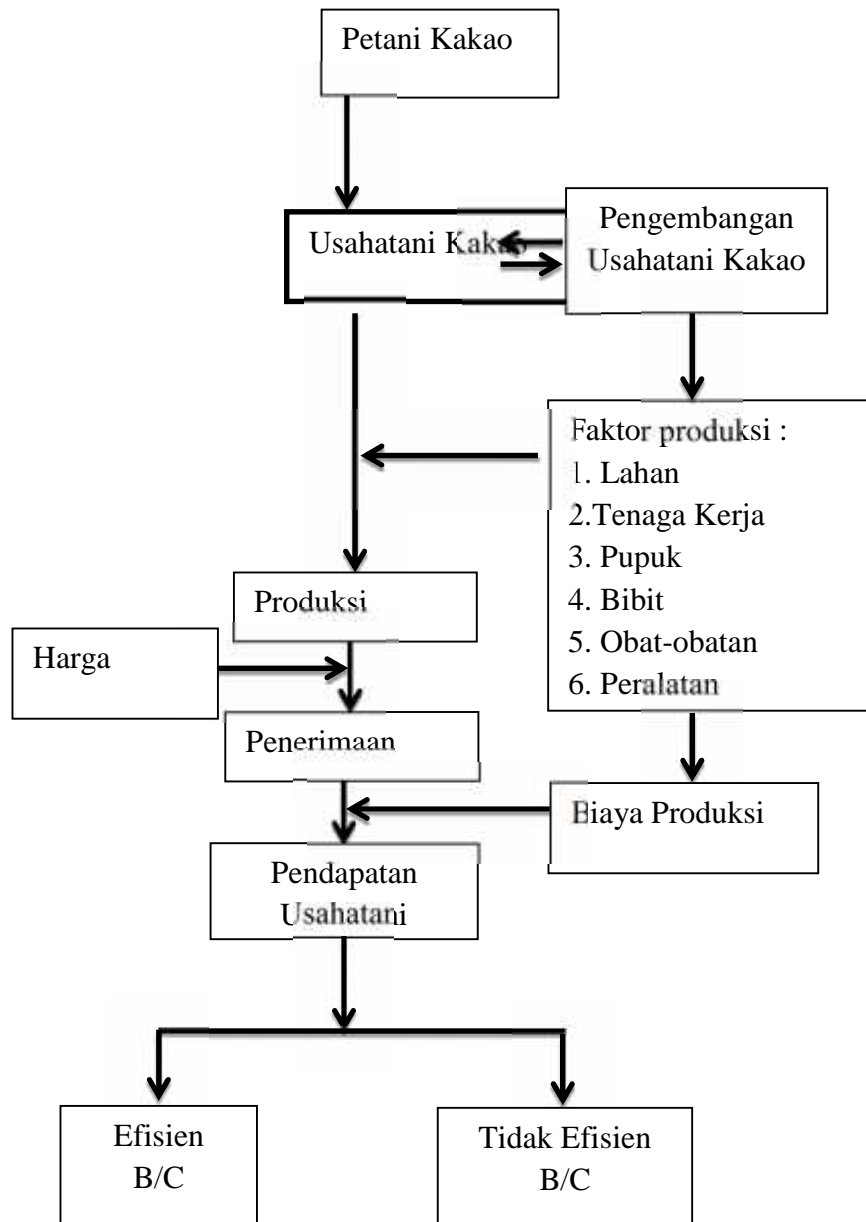 Petani Kakao
Usahatani Kakao
Pengembangan
Usahatani Kakao
Faktor produksi :
1. Lahan
2.Tenaga Kerja
3. Pupuk
4. Bibit
5. Obat-obatan
6. Peralatan
Produksi
Harga
Penerimaan
Biaya Produksi
Pendapatan
Usahatani
Efisien
B/C
Tidak Efisien
B/C